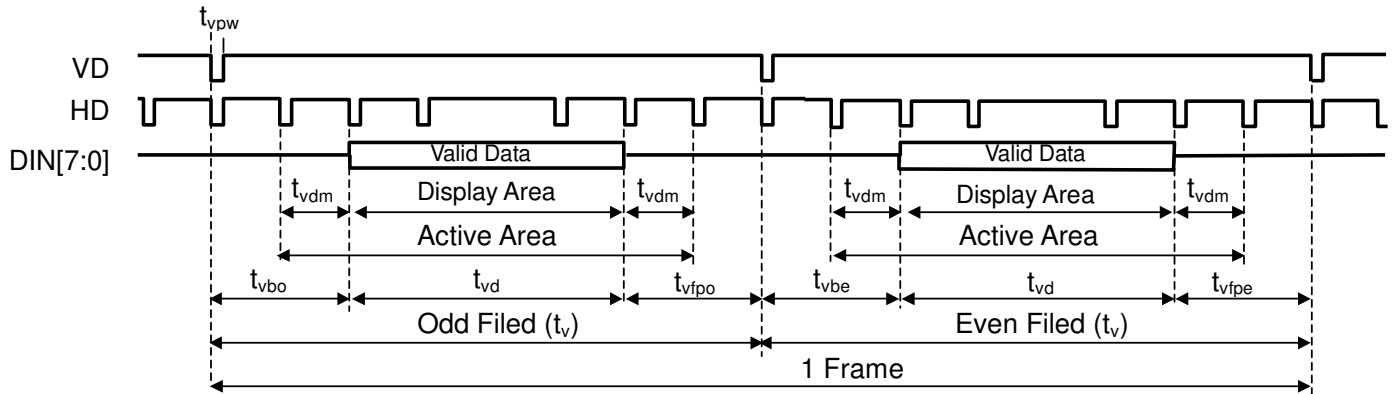 tvpw
VD
HD
DIN[7:0]
Valid Data
Valid Data
tvdm
Display Area
tvdm
tvdm
Display Area
tvdm
Active Area
Active Area
tvbo
tvd
tvfpo
tvbe
tvd
tvfpe
Odd Filed (tv)
Even Filed (tv)
1 Frame